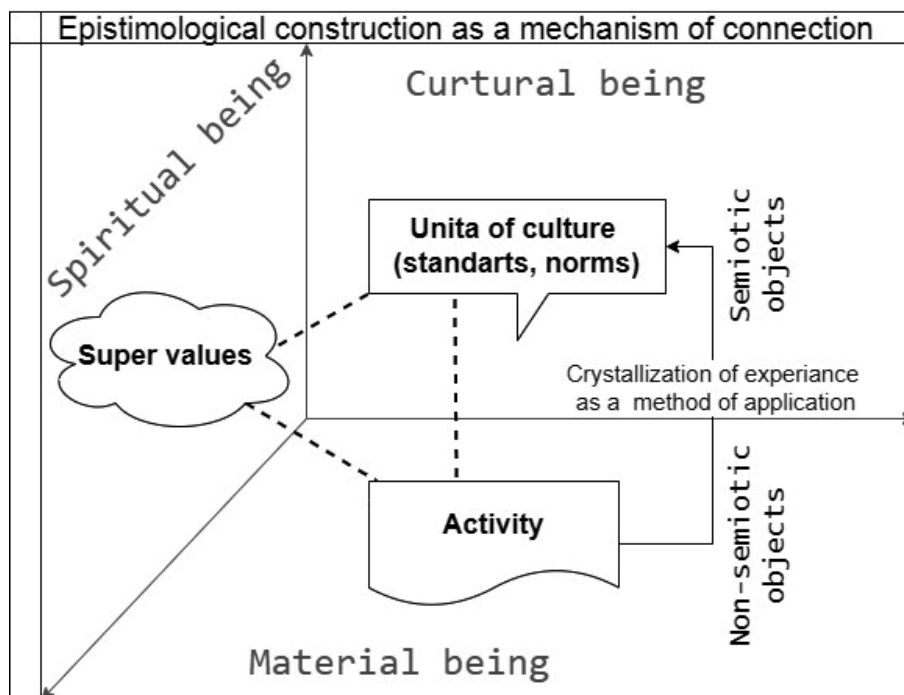 Epistimological construction as a mechanism of connection
Spiritual being
Curtural being
Unita of culture
(standarts, norms)
Semiotic
objects
Super values
Crystallization of experiance
as a method of application
Activity
Non-semiotic
objects
Material being